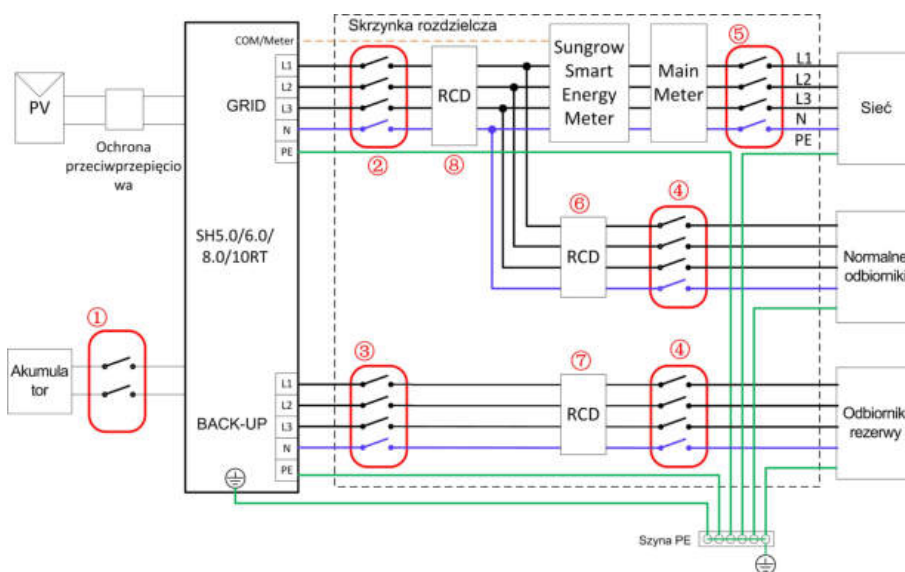 Skrzynka rozdzielcza
COM/Meter
PV
Ochrona
przeciwprzepięcio
wa
GRID
L1
L2
L3
N
PE
②
RCD
⑧
Sungrow
Smart
Energy
Meter
Main
Meter
⑤
L1
L2
L3
N
PE
Sieć
SH5.0/6.0/
8.0/10RT
⑥
RCD
④
Normalne
odbiorniki
①
Akumula
tor
BACK-UP
L1
L2
L3
N
PE
③
⑦
RCD
④
Odbiornik
rezerwy
Szyna PE